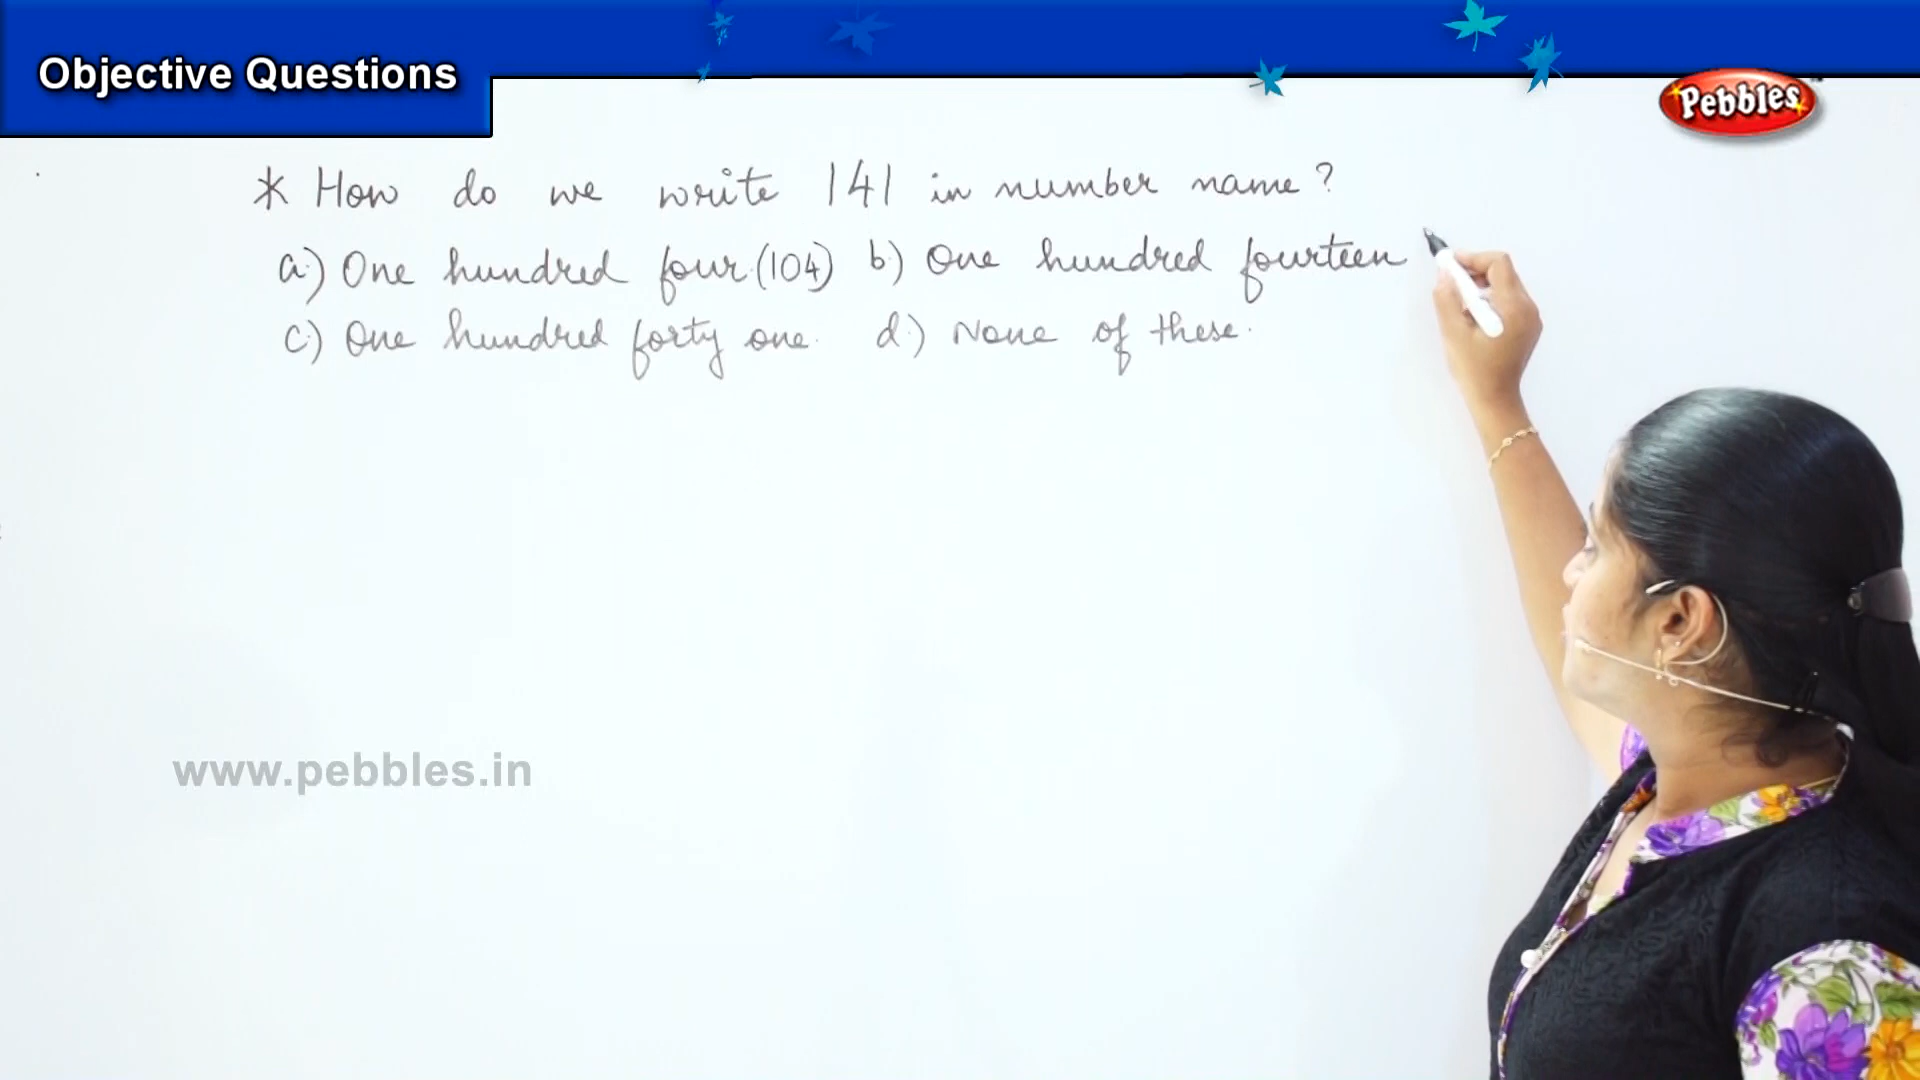 Objective Questions
Pebbles
* How do we write 141 in number name?
a.) One hundred four.(104) b.) One hundred fourteen
c.) One hundred forty one. d.) None of these.
www.pebbles.in